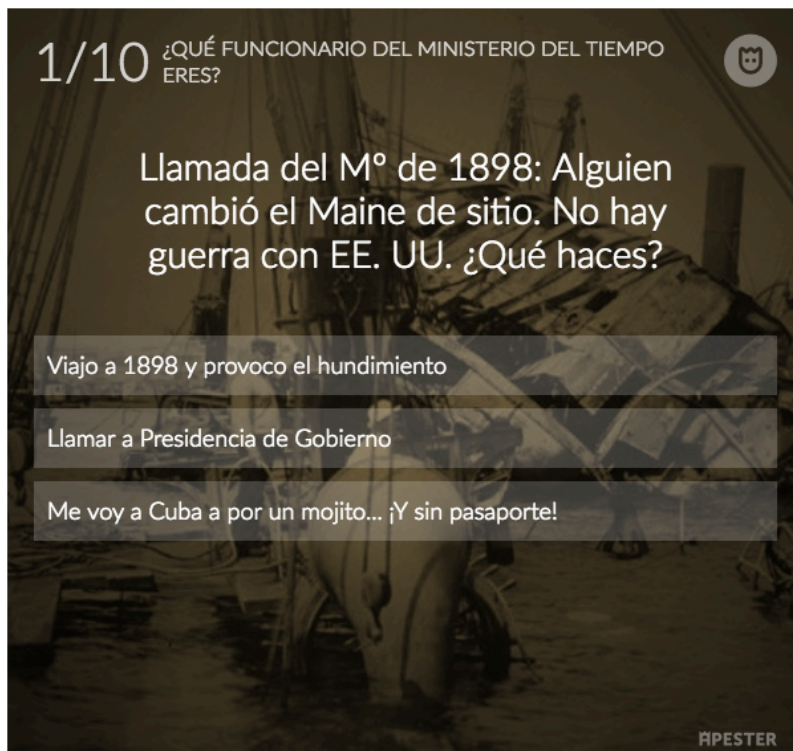 1/10 ¿QUÉ FUNCIONARIO DEL MINISTERIO DEL TIEMPO
ERES?
Llamada del Mº de 1898: Alguien
cambió el Maine de sitio. No hay
guerra con EE. UU. ¿Qué haces?
Viajo a 1898 y provoco el hundimiento
Llamar a Presidencia de Gobierno
Me voy a Cuba a por un mojito... ¡Y sin pasaporte!
APESTER